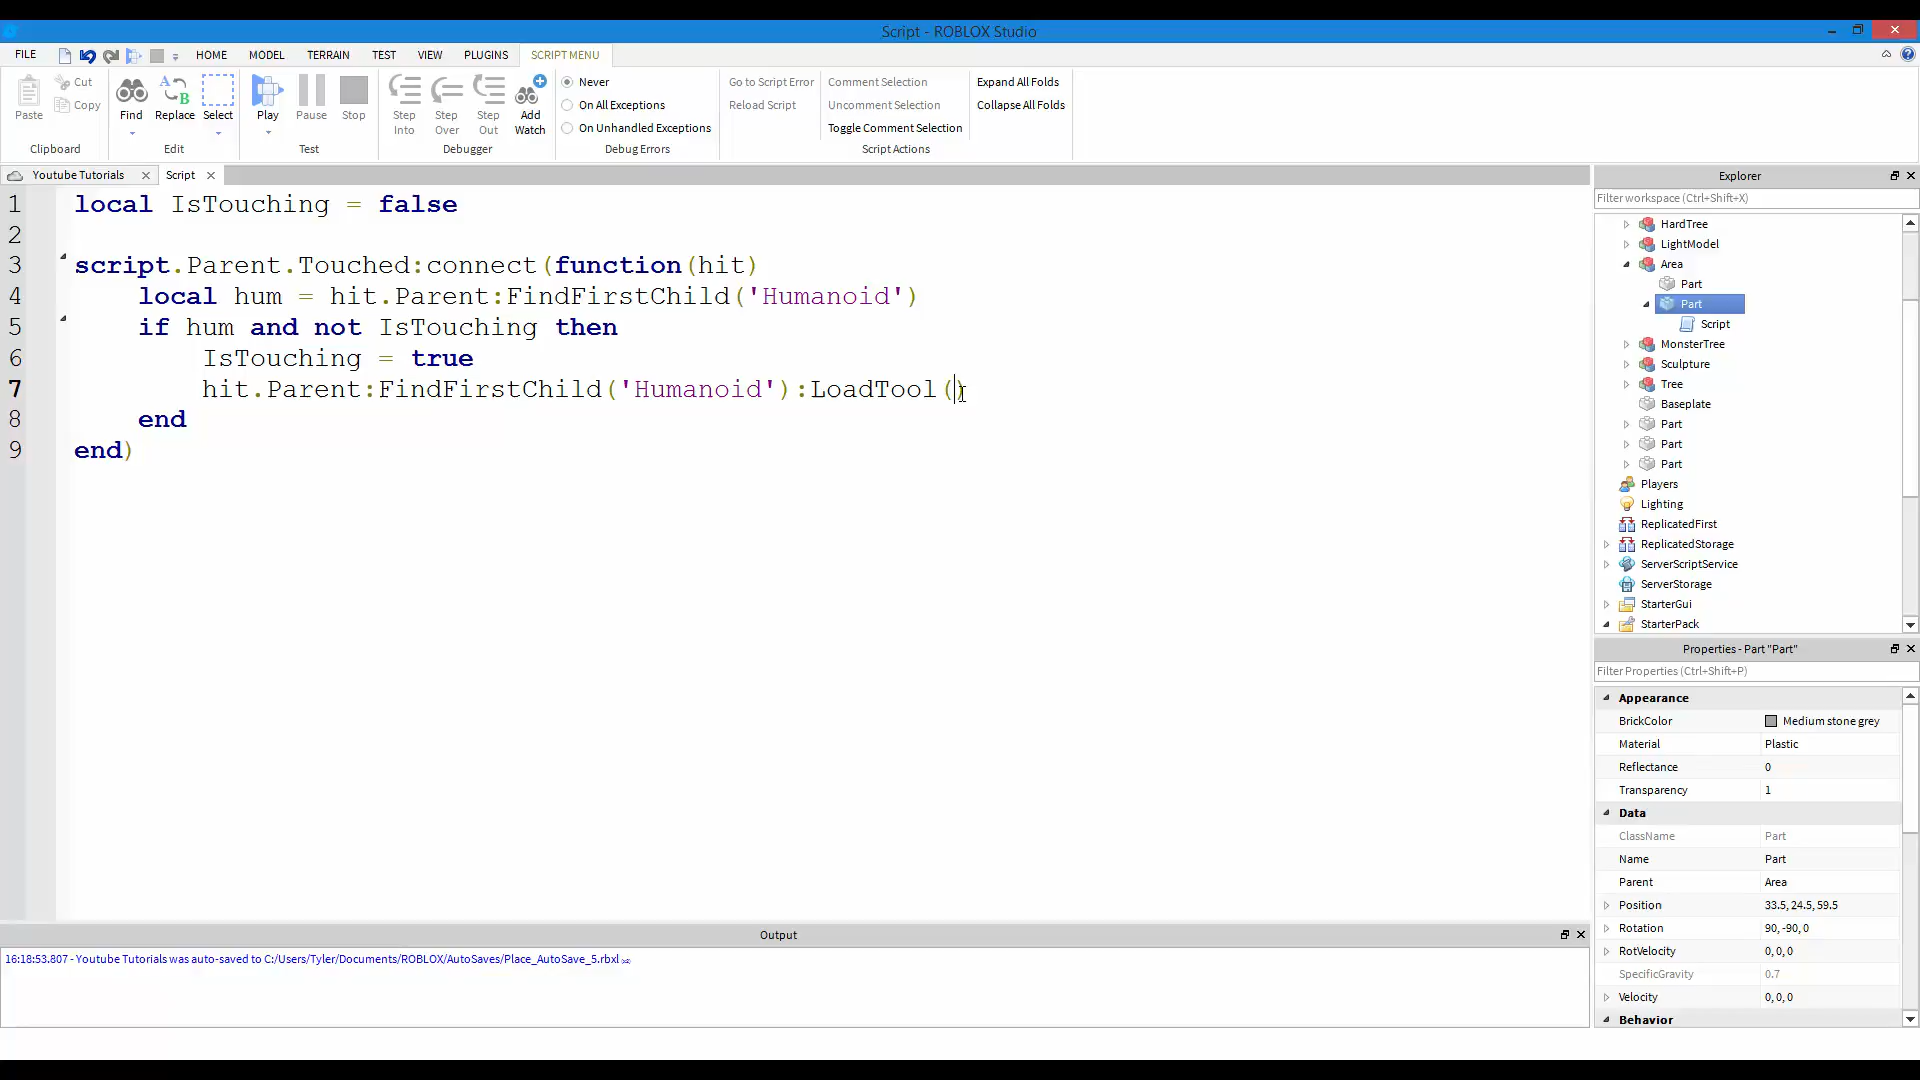 Script - ROBLOX Studio
FILE HOME MODEL TERRAIN TEST VIEW PLUGINS SCRIPT MENU
Paste Cut Copy Clipboard
Find Replace Select Edit
Play Pause Stop Test
Step Into Step Over Step Out Add Watch Debugger
Never
On All Exceptions
On Unhandled Exceptions
Debug Errors
Go to Script Error
Reload Script
Comment Selection
Uncomment Selection
Toggle Comment Selection
Expand All Folds
Collapse All Folds
Script Actions
Youtube Tutorials Script
1 local IsTouching = false
2
3 script.Parent.Touched:connect(function(hit)
4 local hum = hit.Parent:FindFirstChild('Humanoid')
5 if hum and not IsTouching then
6 IsTouching = true
7 hit.Parent:FindFirstChild('Humanoid'):LoadTool()
8 end
9 end)
Output
16:18:53.807 - Youtube Tutorials was auto-saved to C:/Users/Tyler/Documents/ROBLOX/AutoSaves/Place_AutoSave_5.rbxl
Explorer
Filter workspace (Ctrl+Shift+X)
HardTree
LightModel
Area
Part
Part
Script
MonsterTree
Sculpture
Tree
Baseplate
Part
Part
Part
Players
Lighting
ReplicatedFirst
ReplicatedStorage
ServerScriptService
ServerStorage
StarterGui
StarterPack
Properties - Part "Part"
Filter Properties (Ctrl+Shift+P)
Appearance
BrickColor Medium stone grey
Material Plastic
Reflectance 0
Transparency 1
Data
ClassName Part
Name Part
Parent Area
Position 33.5, 24.5, 59.5
Rotation 90, -90, 0
RotVelocity 0, 0, 0
SpecificGravity 0.7
Velocity 0, 0, 0
Behavior